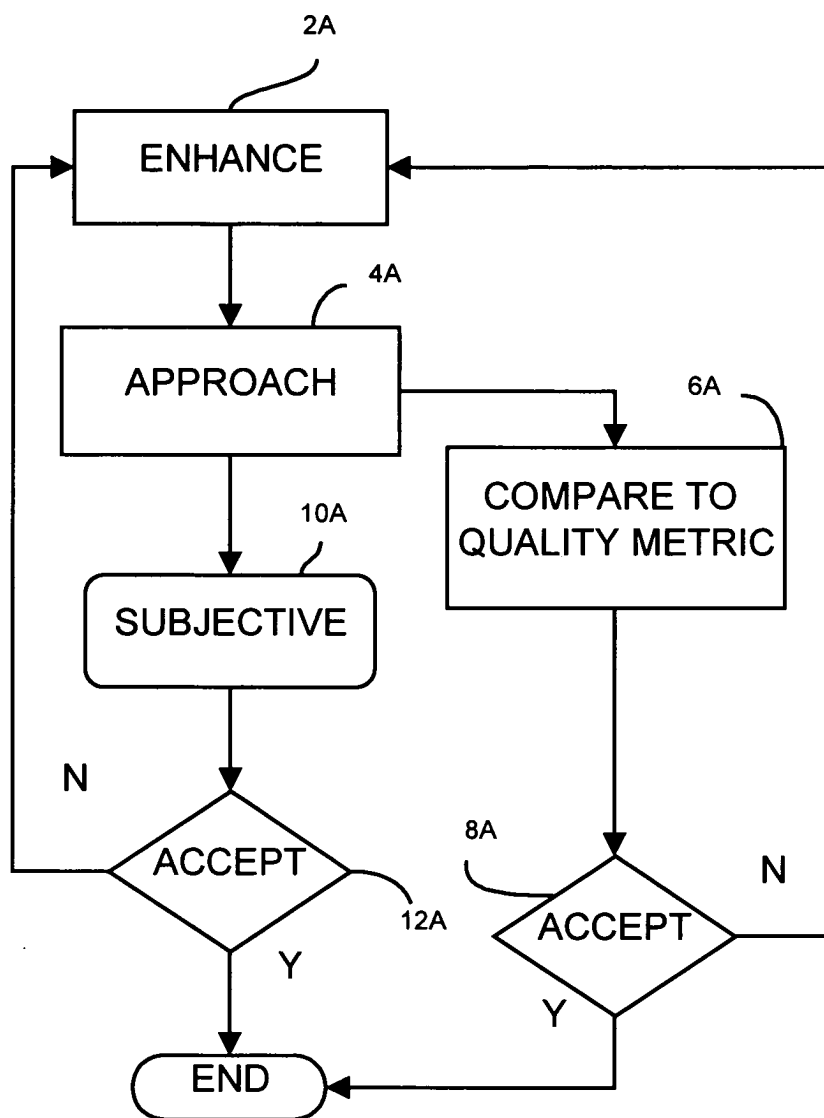 2A
ENHANCE
4A
APPROACH
6A
COMPARE TO
QUALITY METRIC
10A
SUBJECTIVE
N
ACCEPT
12A
Y
8A
ACCEPT
N
Y
END